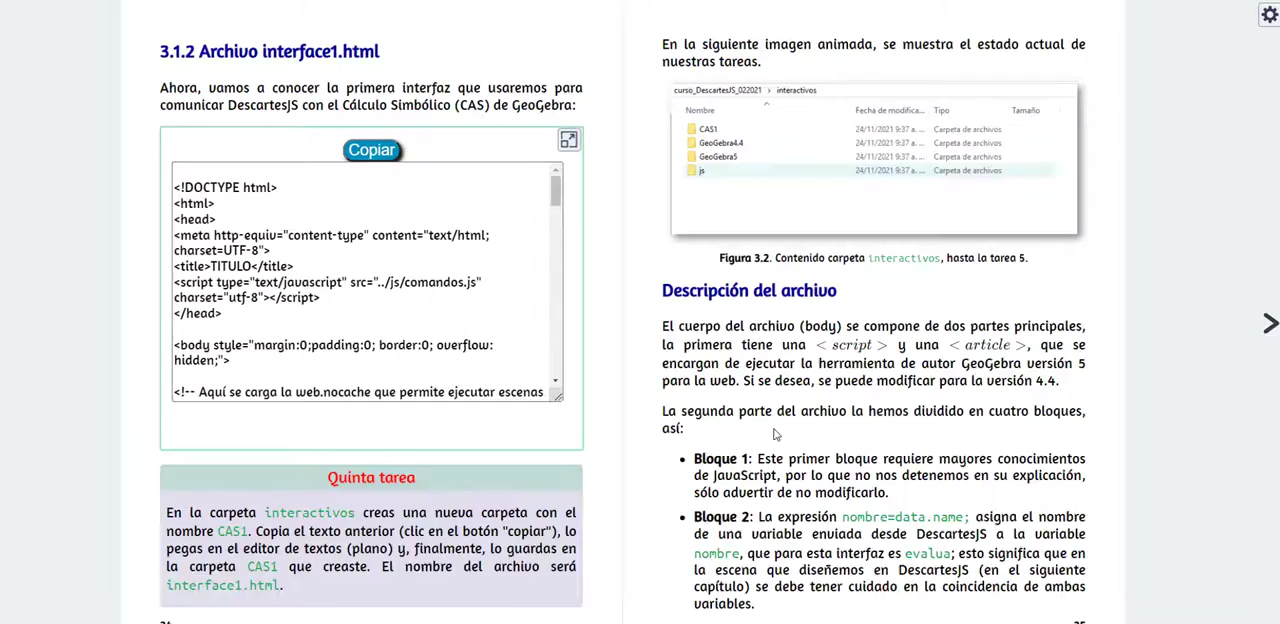 3.1.2 Archivo interface1.html
Ahora, vamos a conocer la primera interfaz que usaremos para
comunicar DescartesJS con el Cálculo Simbólico (CAS) de GeoGebra:
Copiar
<!DOCTYPE html>
<html>
<head>
<meta http-equiv="content-type" content="text/html;
charset=UTF-8">
<title>TITULO</title>
<script type="text/javascript" src="../js/comandos.js"
charset="utf-8"></script>
</head>
<body style="margin:0;padding:0; border:0; overflow:
hidden;">
<!-- Aquí se carga la web.nocache que permite ejecutar escenas
Quinta tarea
En la carpeta interactivos creas una nueva carpeta con el
nombre CAS1. Copia el texto anterior (clic en el botón "copiar"), lo
pegas en el editor de textos (plano) y, finalmente, lo guardas en
la carpeta CAS1 que creaste. El nombre del archivo será
interface1.html.
En la siguiente imagen animada, se muestra el estado actual de
nuestras tareas.
curso_DescartesJS_022021 > interactivos
Nombre Fecha de modifica... Tipo Tamaño
CAS1 24/11/2021 9:37 a. ... Carpeta de archivos
GeoGebra4.4 24/11/2021 9:37 a. ... Carpeta de archivos
GeoGebra5 24/11/2021 9:37 a. ... Carpeta de archivos
js 24/11/2021 9:37 a. ... Carpeta de archivos
Figura 3.2. Contenido carpeta interactivos, hasta la tarea 5.
Descripción del archivo
El cuerpo del archivo (body) se compone de dos partes principales,
la primera tiene una < script > y una < article >, que se
encargan de ejecutar la herramienta de autor GeoGebra versión 5
para la web. Si se desea, se puede modificar para la versión 4.4.
La segunda parte del archivo la hemos dividido en cuatro bloques,
así:
• Bloque 1: Este primer bloque requiere mayores conocimientos
de JavaScript, por lo que no nos detenemos en su explicación,
sólo advertir de no modificarlo.
• Bloque 2: La expresión nombre=data.name; asigna el nombre
de una variable enviada desde DescartesJS a la variable
nombre, que para esta interfaz es evalua; esto significa que en
la escena que diseñemos en DescartesJS (en el siguiente
capítulo) se debe tener cuidado en la coincidencia de ambas
variables.